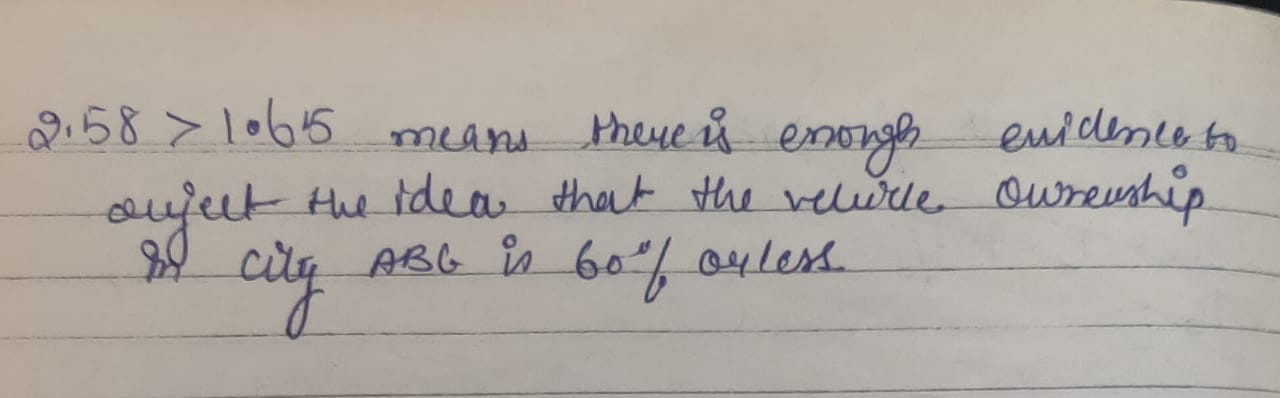 2.58 > 1.645 means there is enough evidence to
reject the idea that the vehicle ownership
in city ABG is 60% or less